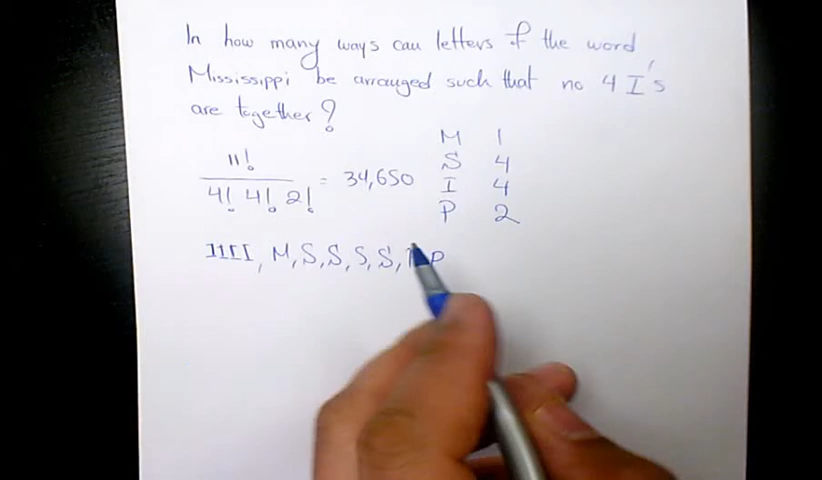 In how many ways can letters of the word,
Mississippi be arranged such that no 4 I's
are together?
M 1
S 4
I 4
P 2
11!
4! 4! 2!
= 34,650
IIII, M, S, S, S, S, P